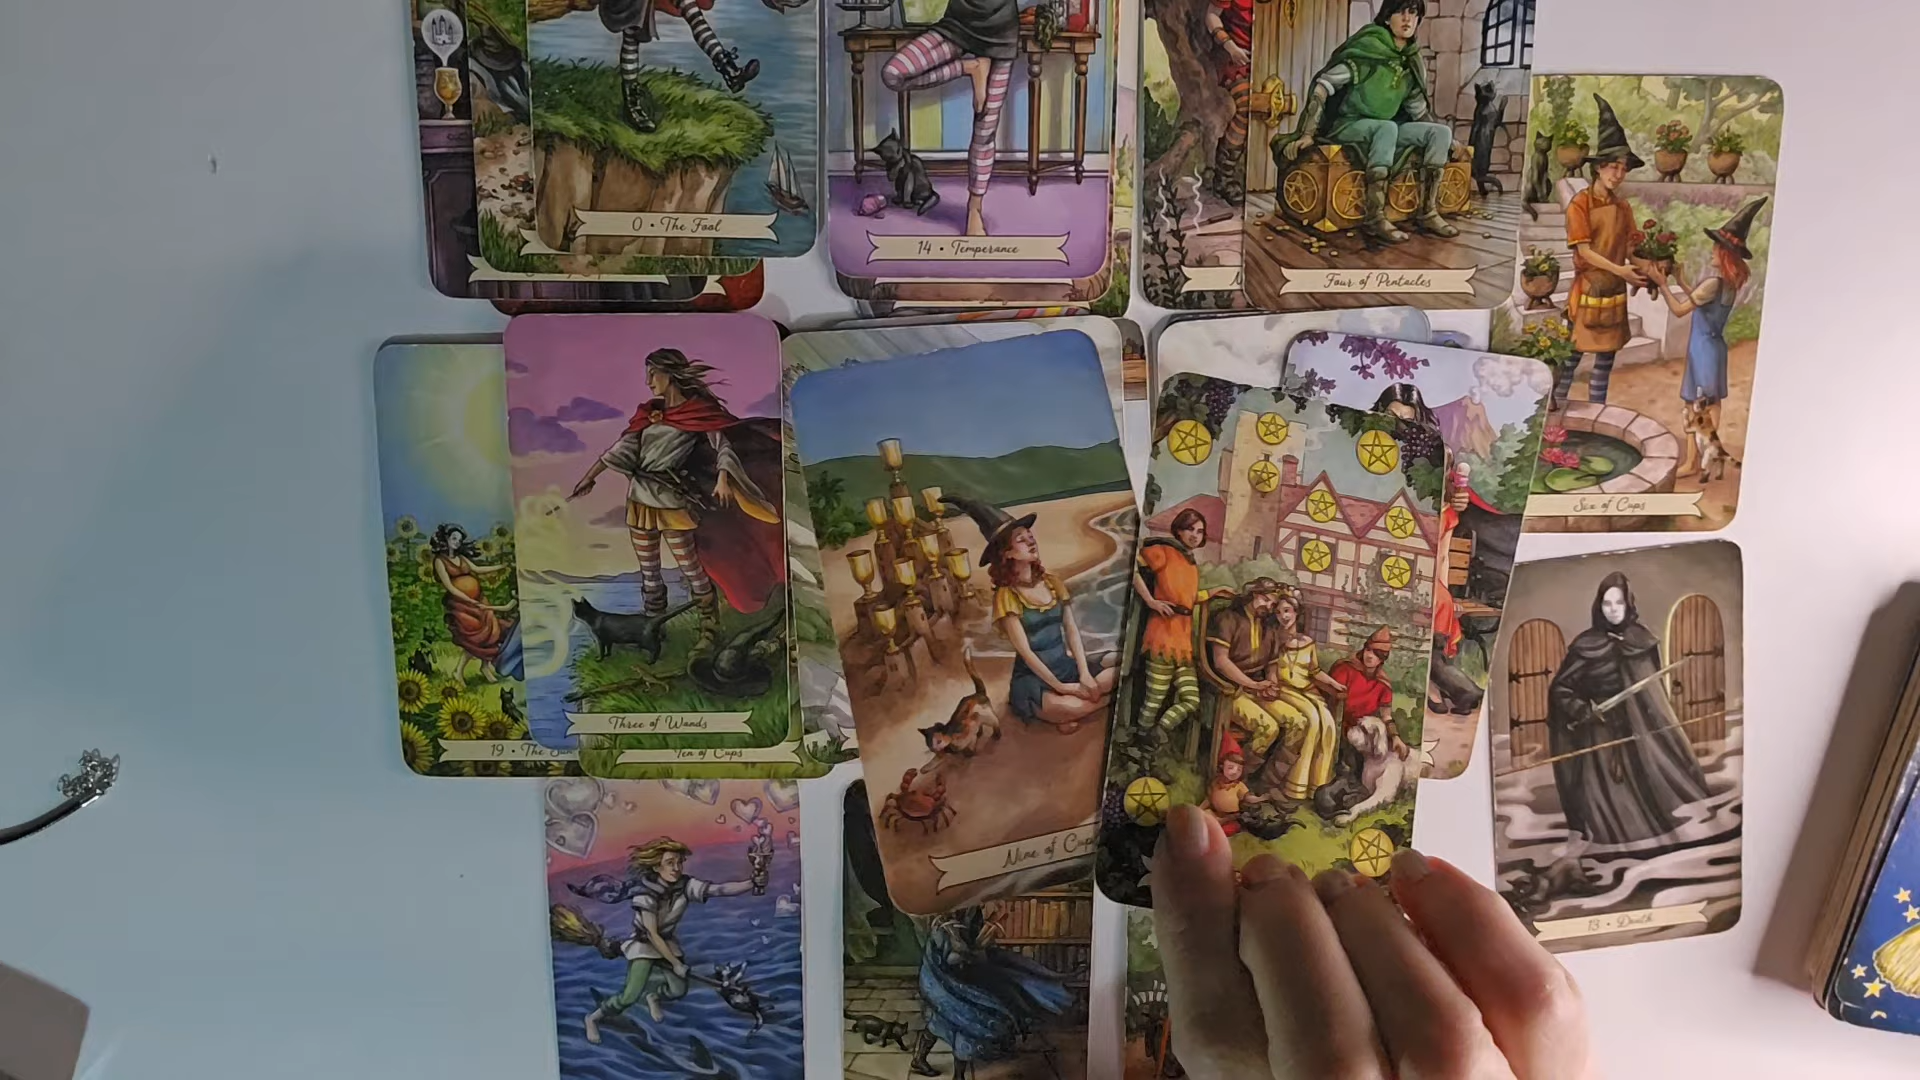 0 • The Fool
14 • Temperance
Four of Pentacles
Six of Cups
Three of Wands
19 • The Sun
Ten of Cups
Nine of Cups
13 • Death